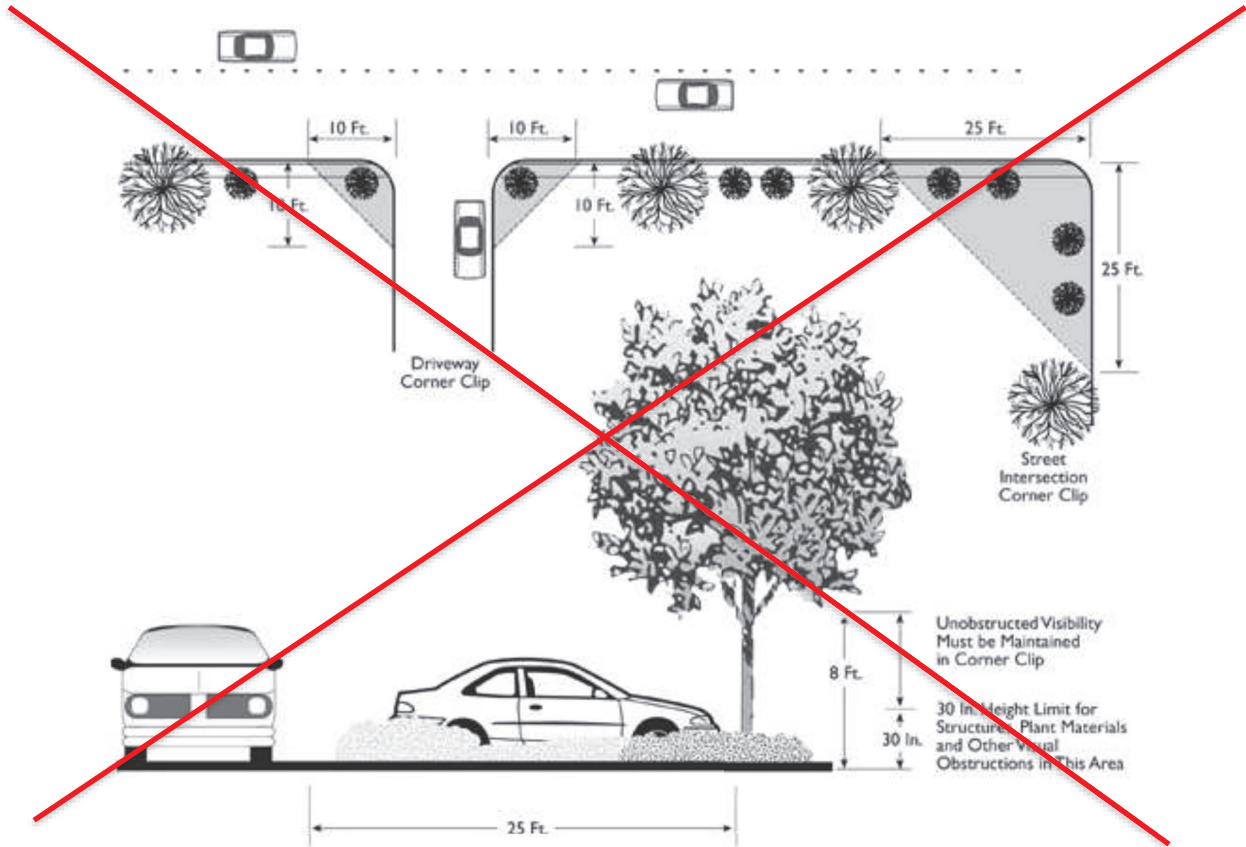 10 Ft.
10 Ft.
25 Ft.
10 Ft.
10 Ft.
25 Ft.
Driveway
Corner Clip
Street
Intersection
Corner Clip
Unobstructed Visibility
Must be Maintained
in Corner Clip
8 Ft.
30 In. Height Limit for
Structures, Plant Materials
and Other Visual
Obstructions in This Area
30 In.
25 Ft.